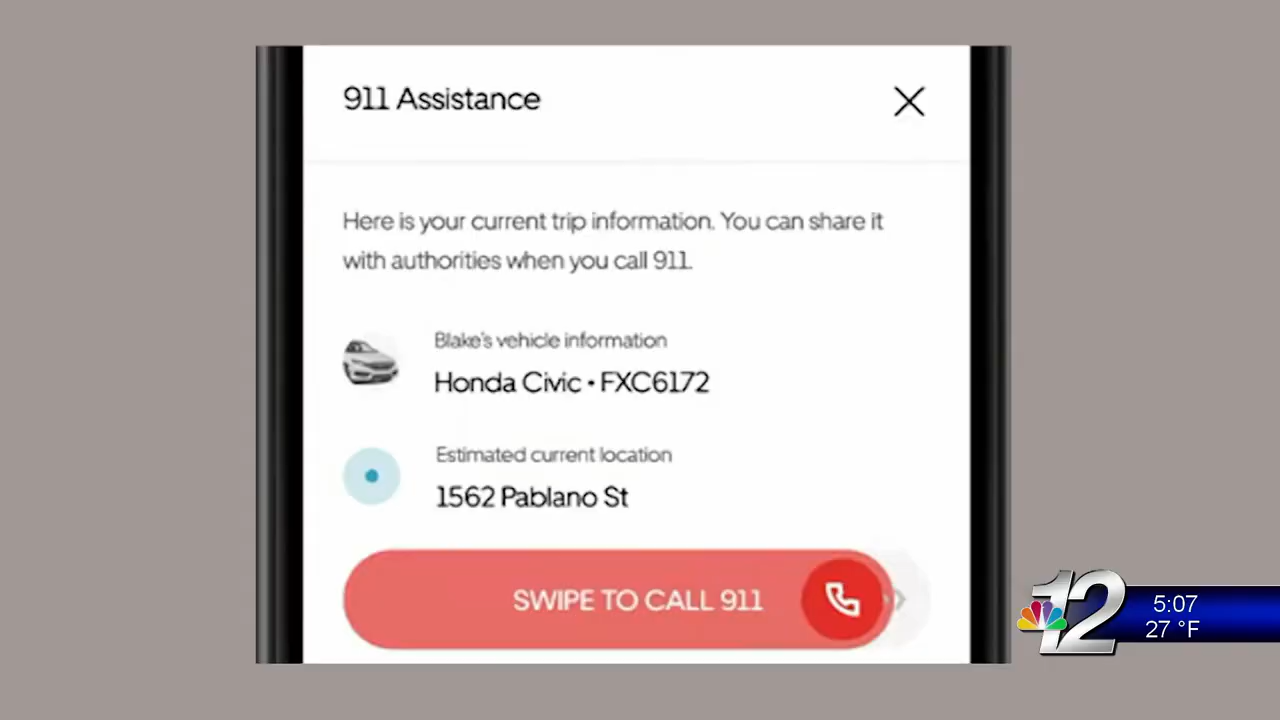 911 Assistance
Here is your current trip information. You can share it
with authorities when you call 911.
Blake's vehicle information
Honda Civic • FXC6172
Estimated current location
1562 Pablano St
SWIPE TO CALL 911
12
5:07
27 °F